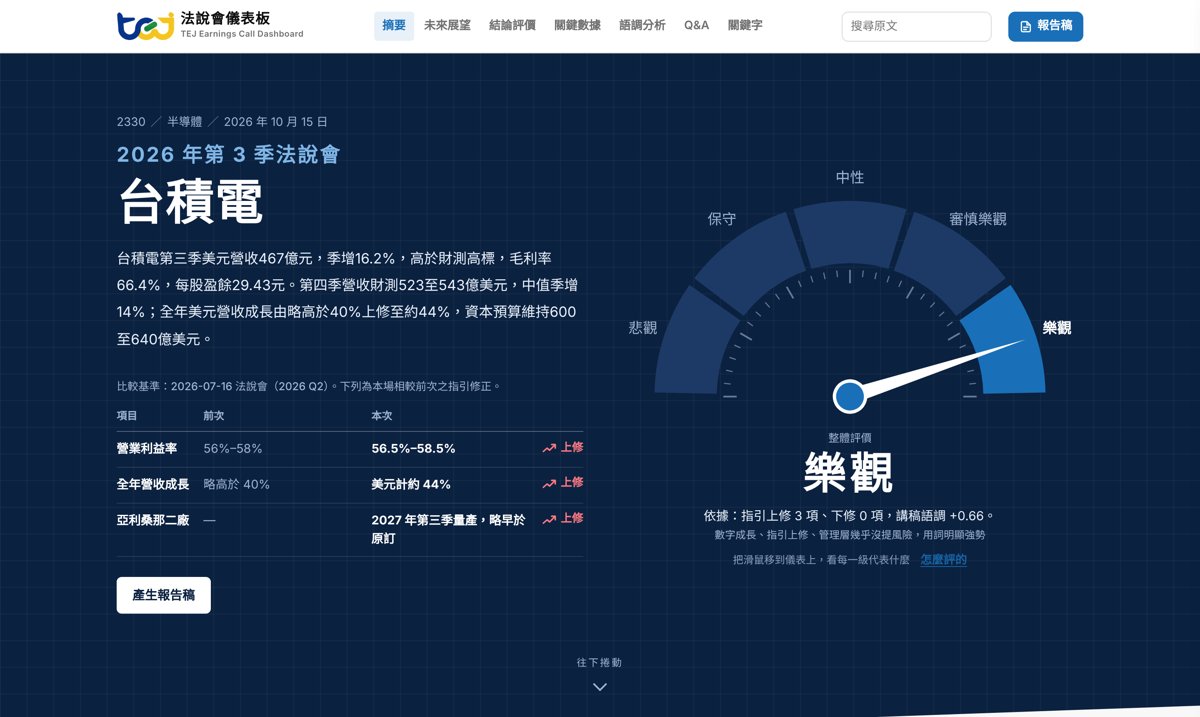 tej 法說會儀表板
TEJ Earnings Call Dashboard
摘要 未來展望 結論評價 關鍵數據 語調分析 Q&A 關鍵字
搜尋原文
報告稿
2330 ／ 半導體 ／ 2026 年 10 月 15 日
2026 年第 3 季法說會
台積電
台積電第三季美元營收467億元，季增16.2%，高於財測高標，毛利率
66.4%，每股盈餘29.43元。第四季營收財測523至543億美元，中值季增
14%；全年美元營收成長由略高於40%上修至約44%，資本預算維持600
至640億美元。
比較基準：2026-07-16 法說會（2026 Q2）。下列為本場相較前次之指引修正。
項目 前次 本次
營業利益率 56%–58% 56.5%–58.5% 上修
全年營收成長 略高於 40% 美元計約 44% 上修
亞利桑那二廠 — 2027 年第三季量產，略早於 上修
原訂
產生報告稿
悲觀
保守
中性
審慎樂觀
樂觀
整體評價
樂觀
依據：指引上修 3 項、下修 0 項，講稿語調 +0.66。
數字成長、指引上修、管理層幾乎沒提風險，用詞明顯強勢
把滑鼠移到儀表上，看每一級代表什麼 怎麼評的
往下捲動